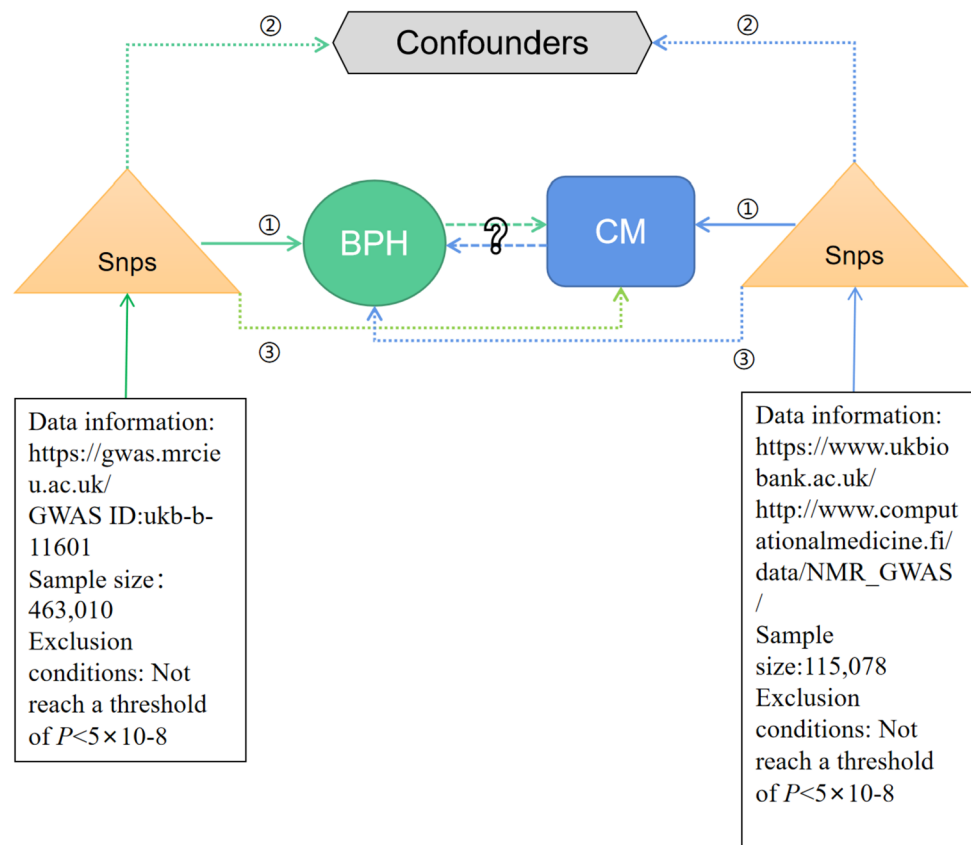 ②
②
Confounders
①
①
BPH
?
CM
Snps
Snps
③
③
Data information:
https://gwas.mrcie
u.ac.uk/
GWAS ID:ukb-b-
11601
Sample size：
463,010
Exclusion
conditions: Not
reach a threshold
of P<5×10-8
Data information:
https://www.ukbio
bank.ac.uk/
http://www.comput
ationalmedicine.fi/
data/NMR_GWAS
/
Sample
size:115,078
Exclusion
conditions: Not
reach a threshold
of P<5×10-8